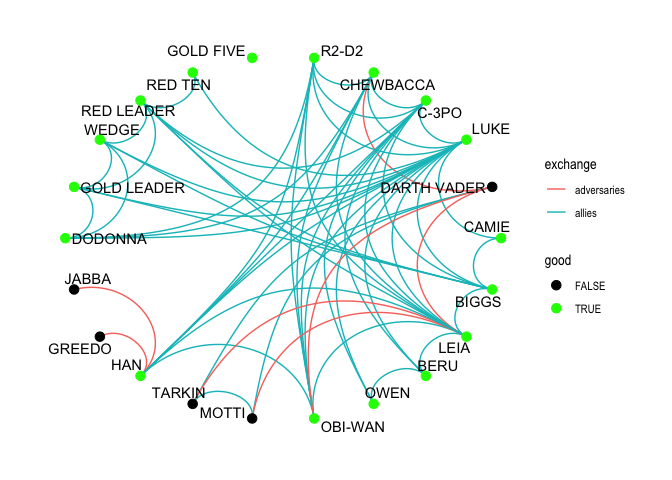 GOLD FIVE
R2-D2
RED TEN
CHEWBACCA
RED LEADER
C-3PO
WEDGE
LUKE
exchange
GOLD LEADER
DARTH VADER
adversaries
allies
CAMIE
DODONNA
good
JABBA
FALSE
BIGGS
TRUE
GREEDO
LEIA
HAN
BERU
TARKIN
OWEN
MOTTI
OBI-WAN